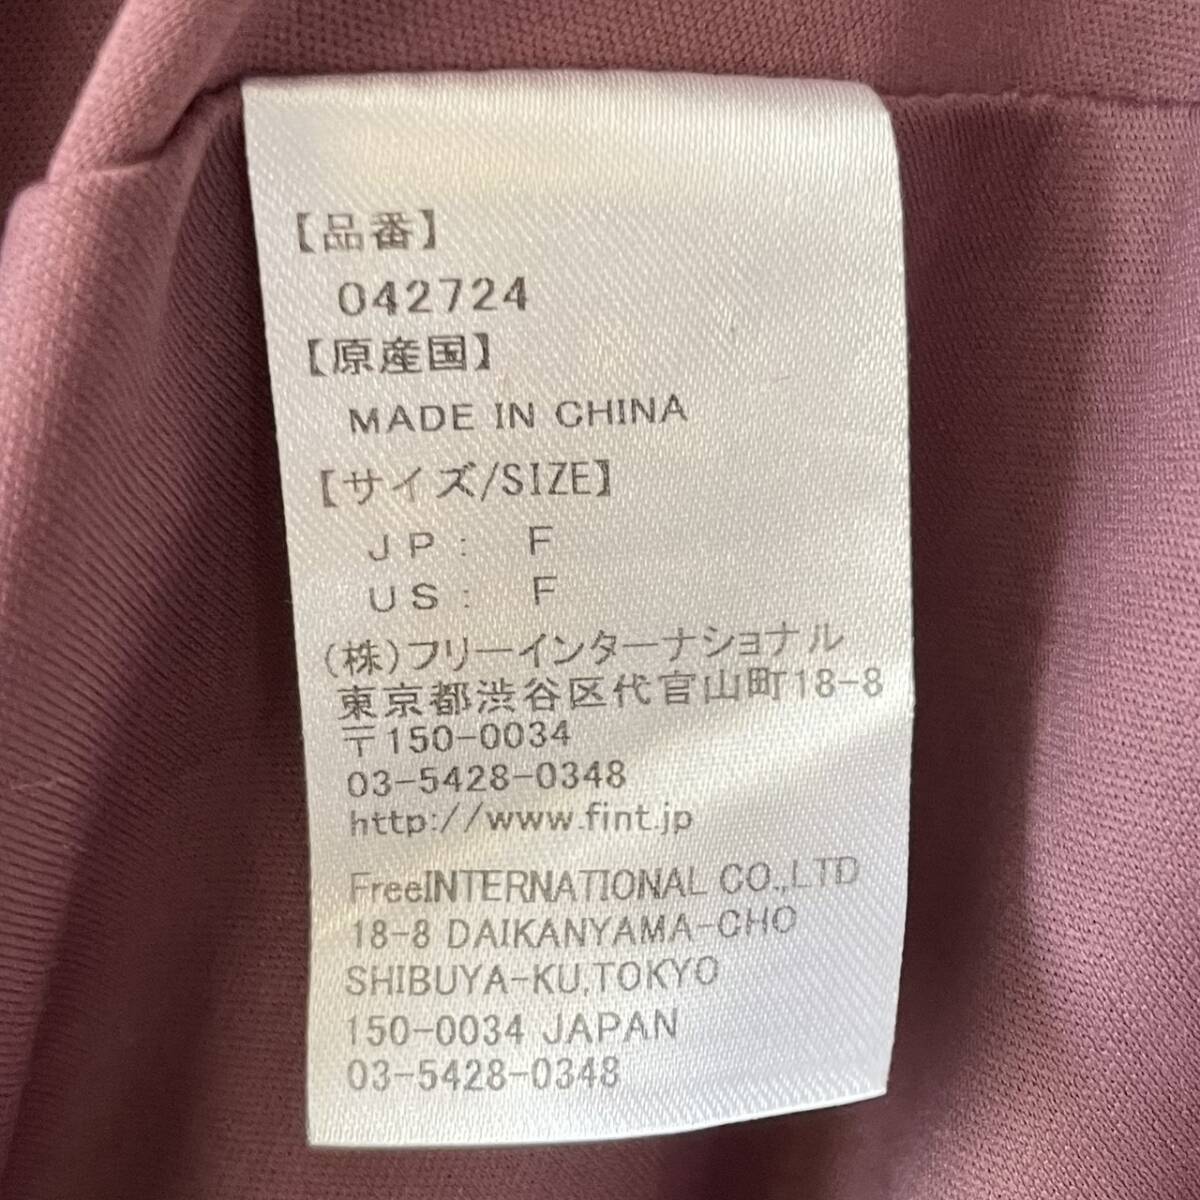 【品番】
042724
【原産国】
MADE IN CHINA
【サイズ/SIZE】
JP: F
US: F
(株)フリーインターナショナル
東京都渋谷区代官山町18-8
〒150-0034
03-5428-0348
http://www.fint.jp
FreeINTERNATIONAL CO.,LTD
18-8 DAIKANYAMA-CHO
SHIBUYA-KU,TOKYO
150-0034 JAPAN
03-5428-0348